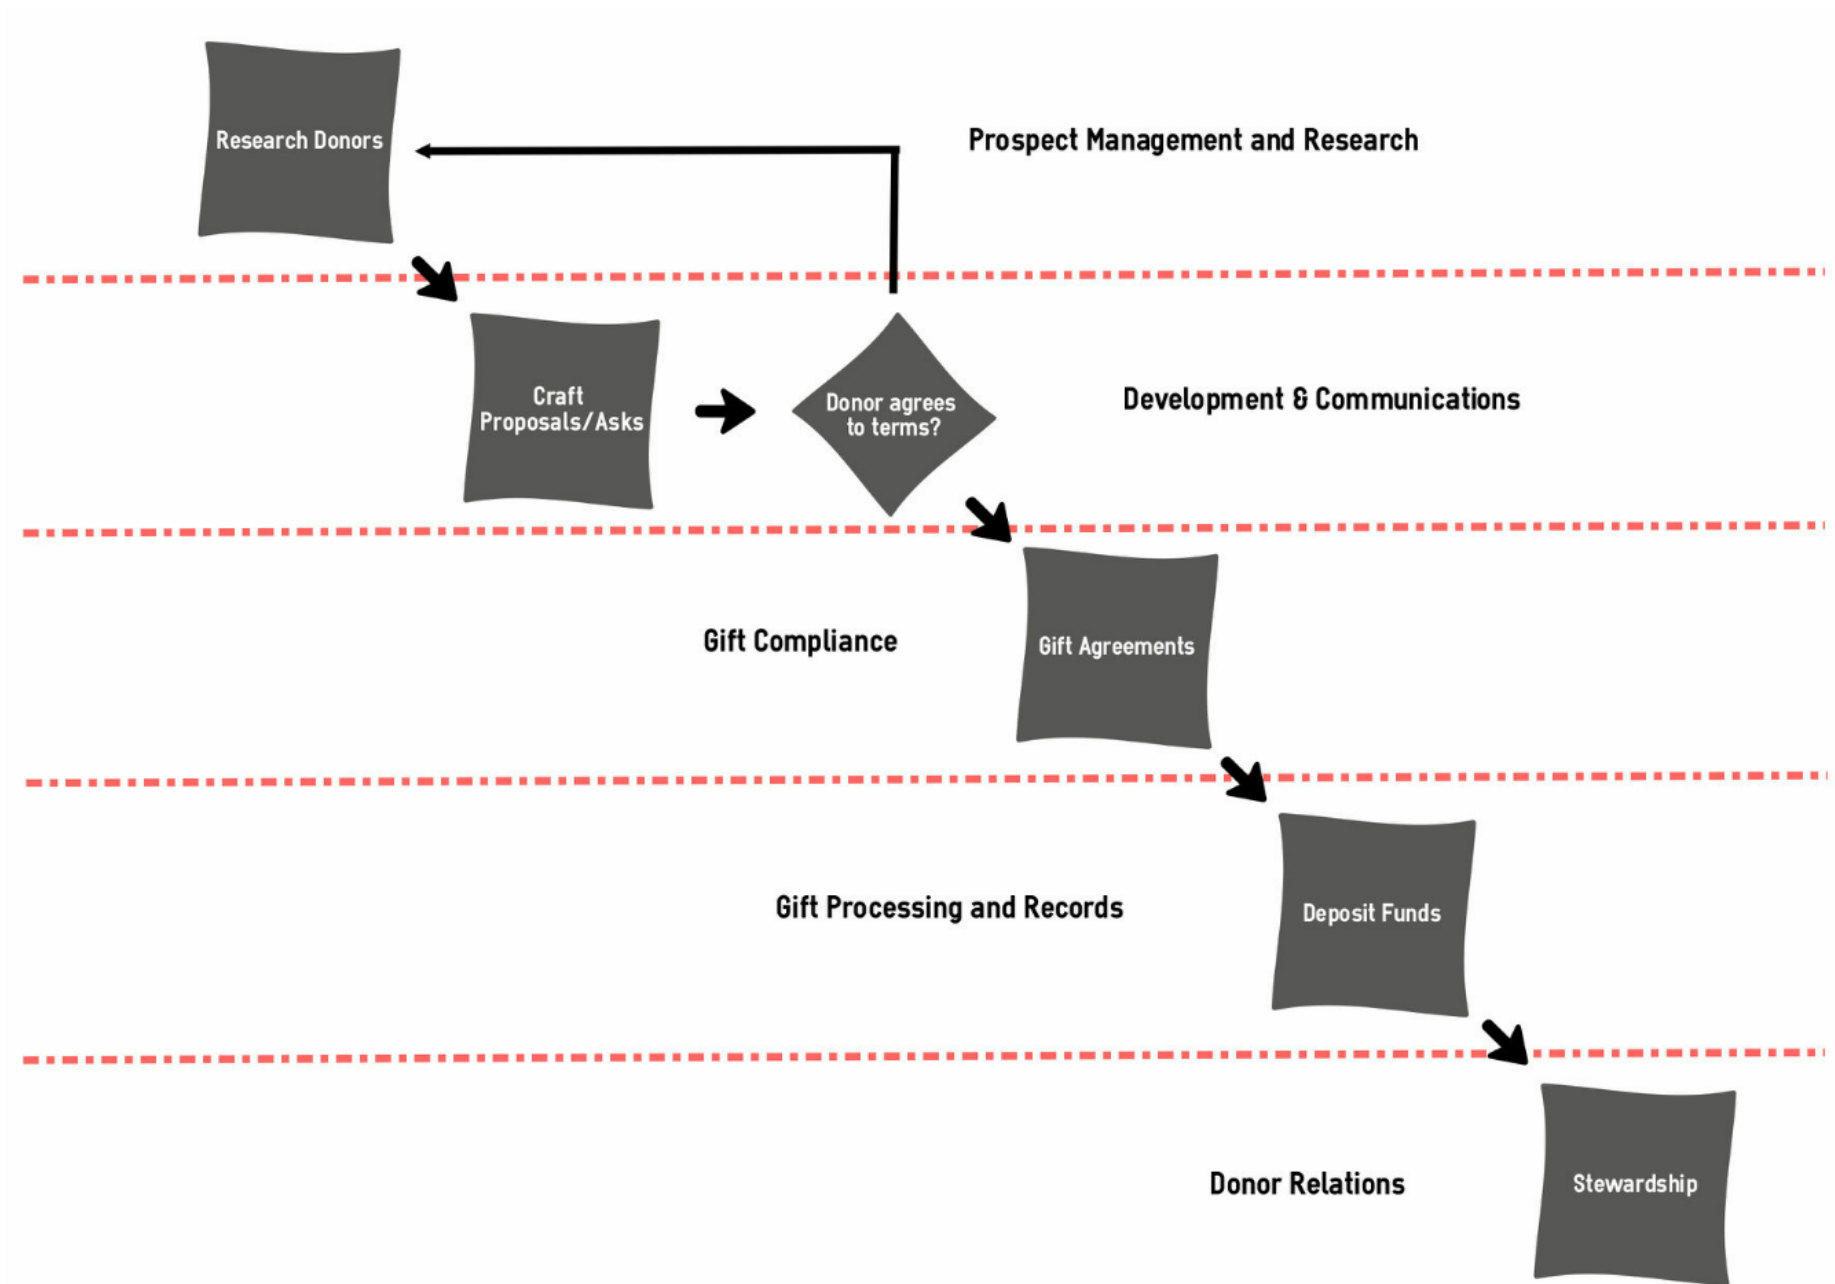 Research Donors
Prospect Management and Research
Craft
Proposals/Asks
Donor agrees
to terms?
Development & Communications
Gift Compliance
Gift Agreements
Gift Processing and Records
Deposit Funds
Donor Relations
Stewardship